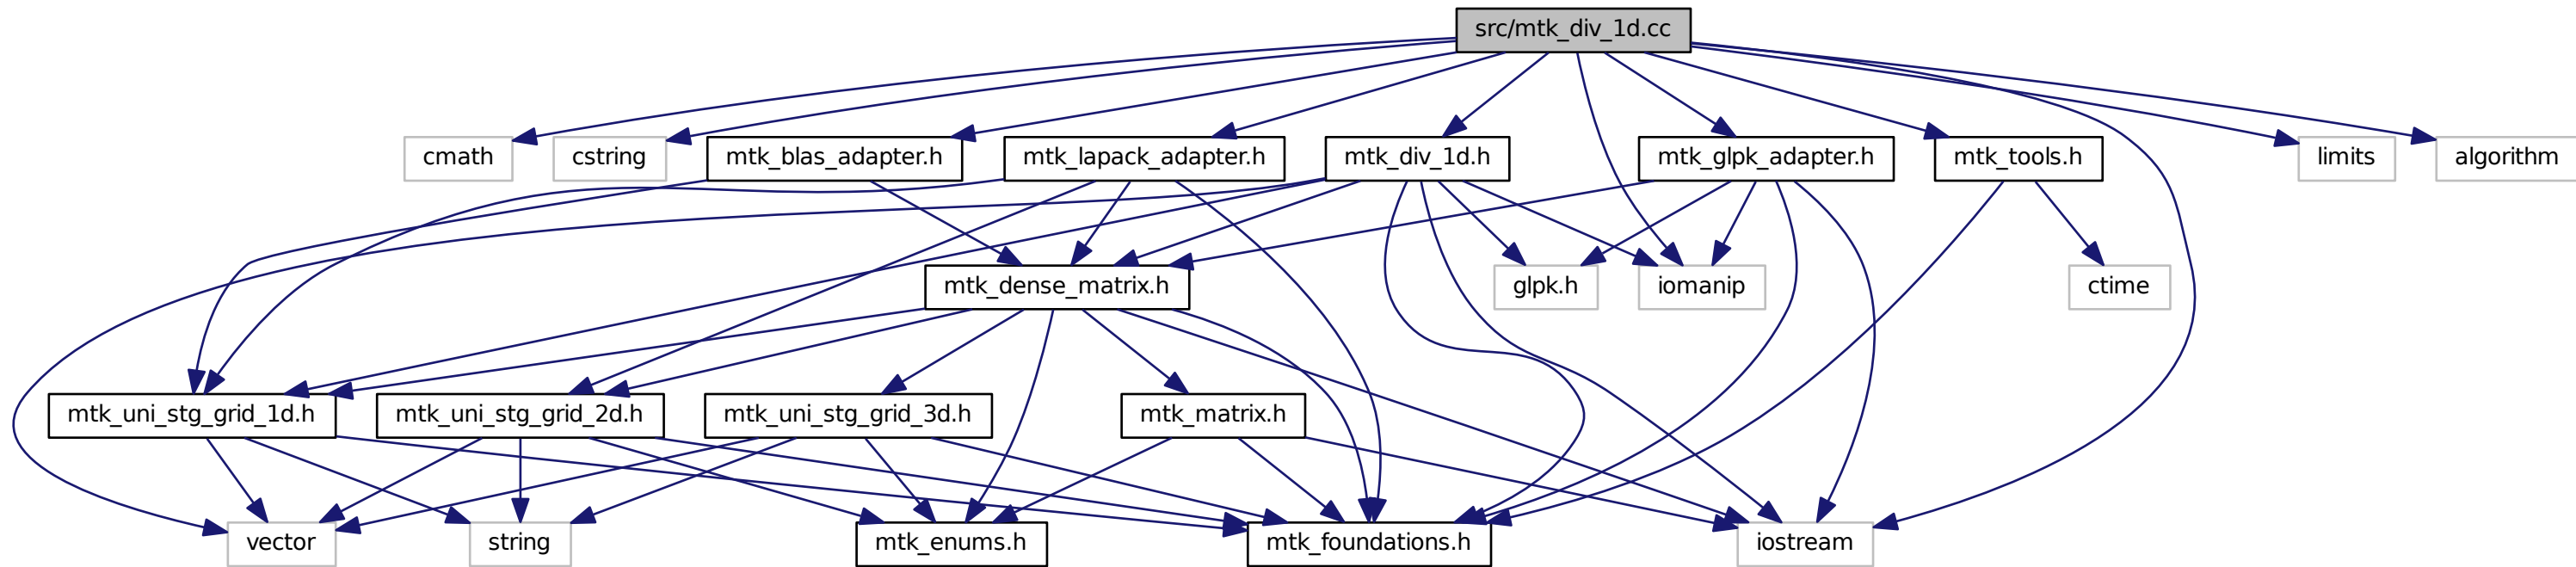 src/mtk_div_1d.cc
cmath
cstring
mtk_blas_adapter.h
mtk_lapack_adapter.h
mtk_div_1d.h
mtk_glpk_adapter.h
mtk_tools.h
limits
algorithm
mtk_dense_matrix.h
glpk.h
iomanip
ctime
mtk_uni_stg_grid_1d.h
mtk_uni_stg_grid_2d.h
mtk_uni_stg_grid_3d.h
mtk_matrix.h
vector
string
mtk_enums.h
mtk_foundations.h
iostream